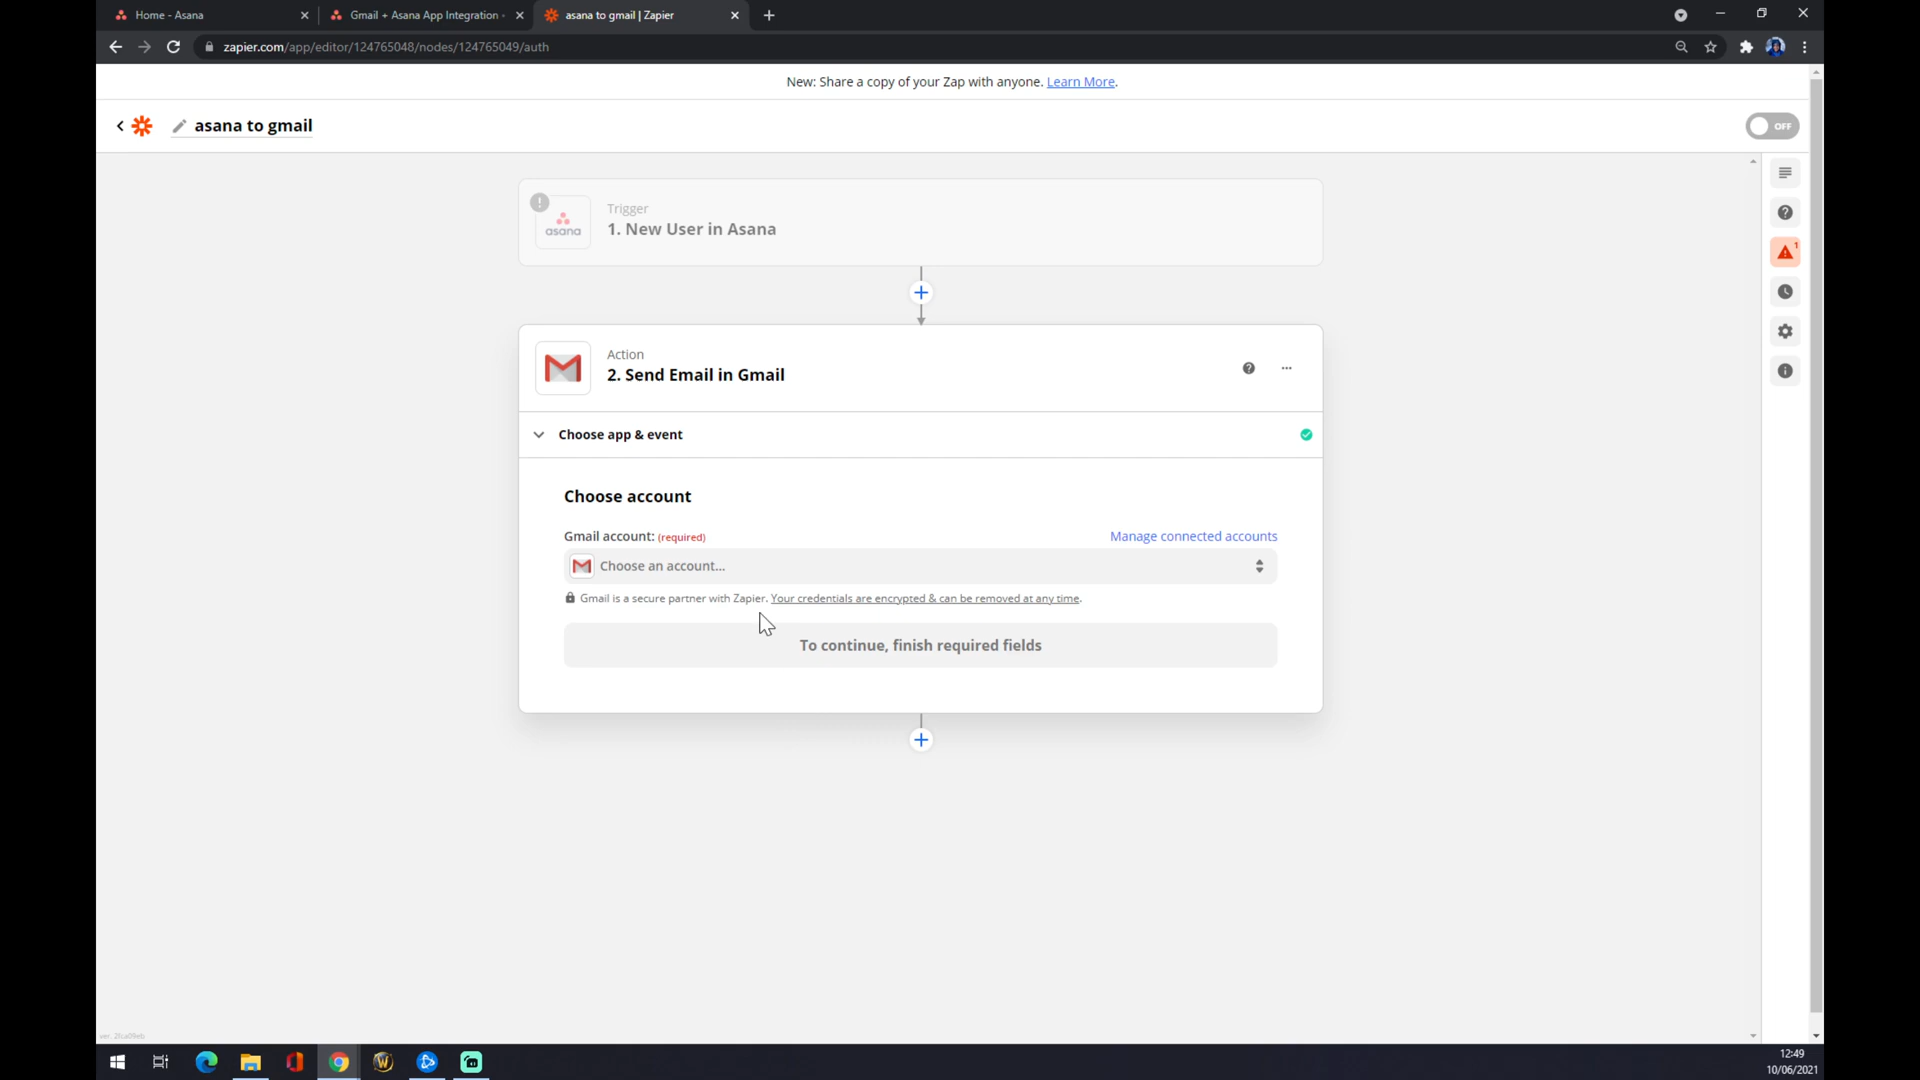 Home - Asana
Gmail + Asana App Integration
asana to gmail | Zapier
zapier.com/app/editor/124765048/nodes/124765049/auth
New: Share a copy of your Zap with anyone. Learn More.
asana to gmail
OFF
asana
Trigger
1. New User in Asana
1
Action
2. Send Email in Gmail
Choose app & event
Choose account
Gmail account: (required)
Manage connected accounts
Choose an account...
Gmail is a secure partner with Zapier. Your credentials are encrypted & can be removed at any time.
To continue, finish required fields
12:49
10/06/2021